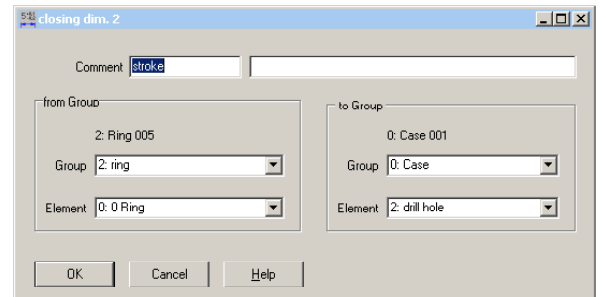 closing dim. 2
Comment stroke
from Group
2: Ring 005
Group 2: ring
Element 0: 0 Ring
to Group
0: Case 001
Group 0: Case
Element 2: drill hole
OK Cancel Help